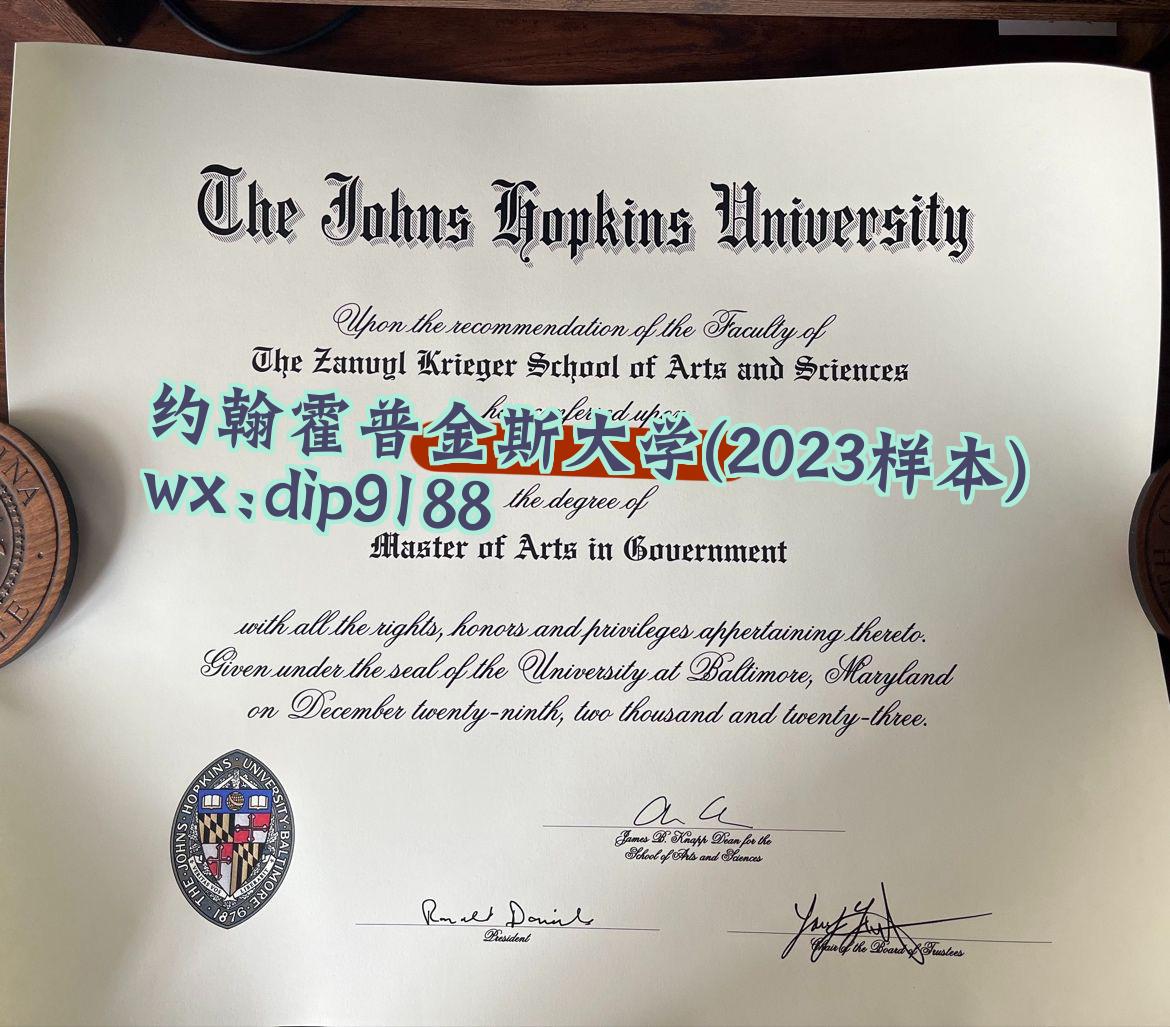 The Johns Hopkins University
Upon the recommendation of the Faculty of
The Zanvyl Krieger School of Arts and Sciences
约翰霍普金斯大学(2023样本)
wx:dip9188
the degree of
Master of Arts in Government
with all the rights, honors and privileges appertaining thereto.
Given under the seal of the University at Baltimore, Maryland
on December twenty-ninth, two thousand and twenty-three.
THE · JOHNS · HOPKINS · UNIVERSITY · BALTIMORE ·
1876
James B. Knapp Dean for the
School of Arts and Sciences
Ronald Daniels
President
Chair of the Board of Trustees